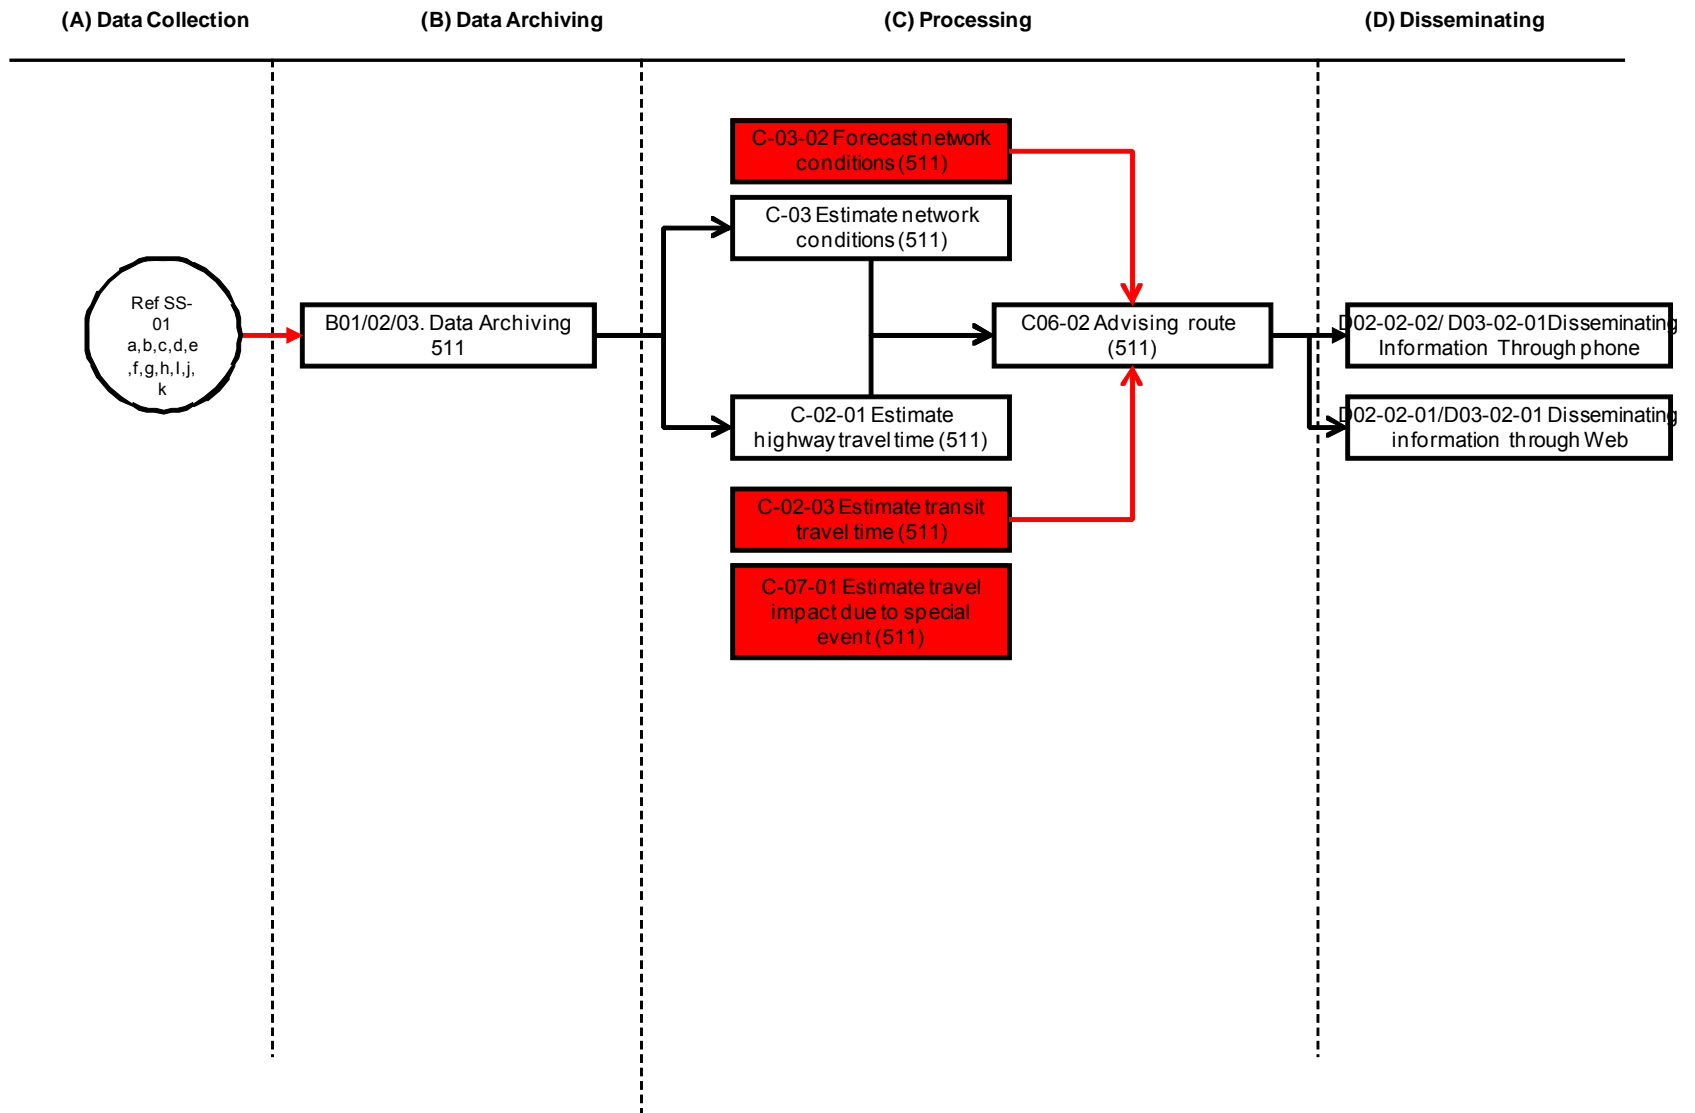 (A) Data Collection
(B) Data Archiving
(C) Processing
(D) Disseminating
C-03-02 Forecast network
conditions (511)
C-03 Estimate network
conditions (511)
Ref SS-
01
a,b,c,d,e
,f,g,h,I,j,
k
B01/02/03. Data Archiving
511
C06-02 Advising route
(511)
D02-02-02/ D03-02-01Disseminating
Information Through phone
C-02-01 Estimate
highway travel time (511)
D02-02-01/D03-02-01 Disseminating
information through Web
C-02-03 Estimate transit
travel time (511)
C-07-01 Estimate travel
impact due to special
event (511)